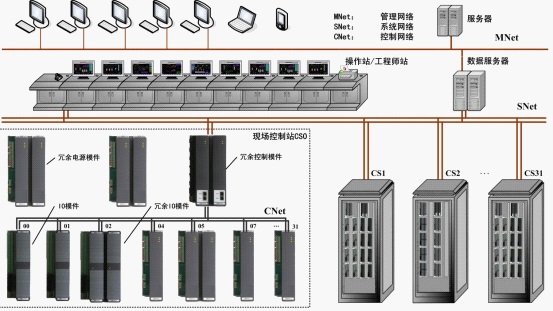 MNet： 管理网络
SNet： 系统网络
CNet： 控制网络
服务器
MNet
操作站/工程师站
数据服务器
SNet
现场控制站CS0
冗余电源模件
冗余控制模件
CS1
CS2
...
CS31
IO模件
冗余IO模件
CNet
00
01
02
04
05
07
...
31